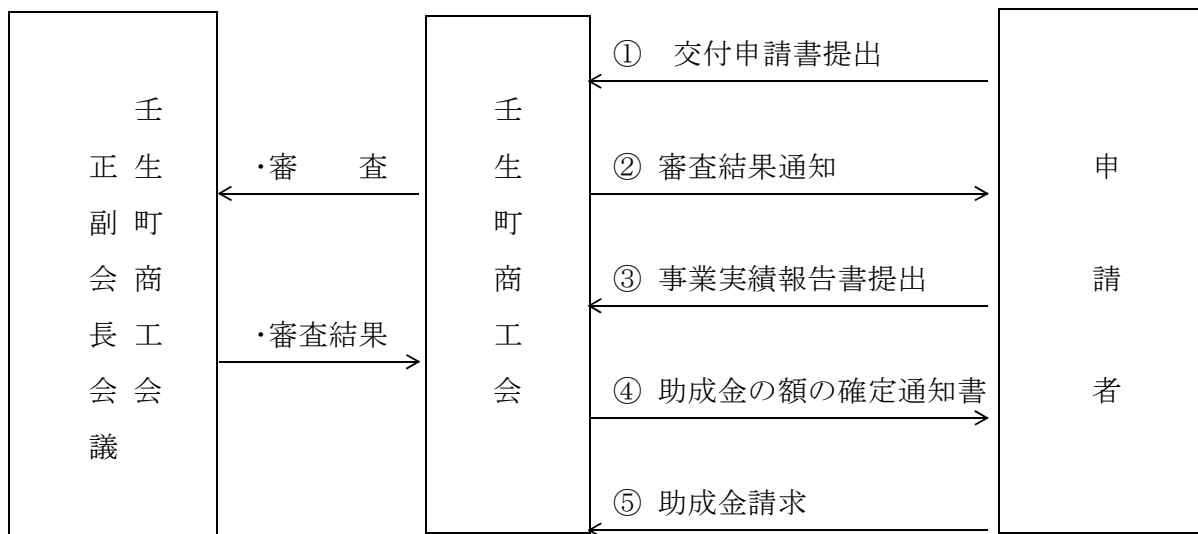 壬生町商工会
正副会長会議
・審　　査
・審査結果
壬生町商工会
①　交付申請書提出
② 審査結果通知
③ 事業実績報告書提出
④ 助成金の額の確定通知書
⑤ 助成金請求
申請者